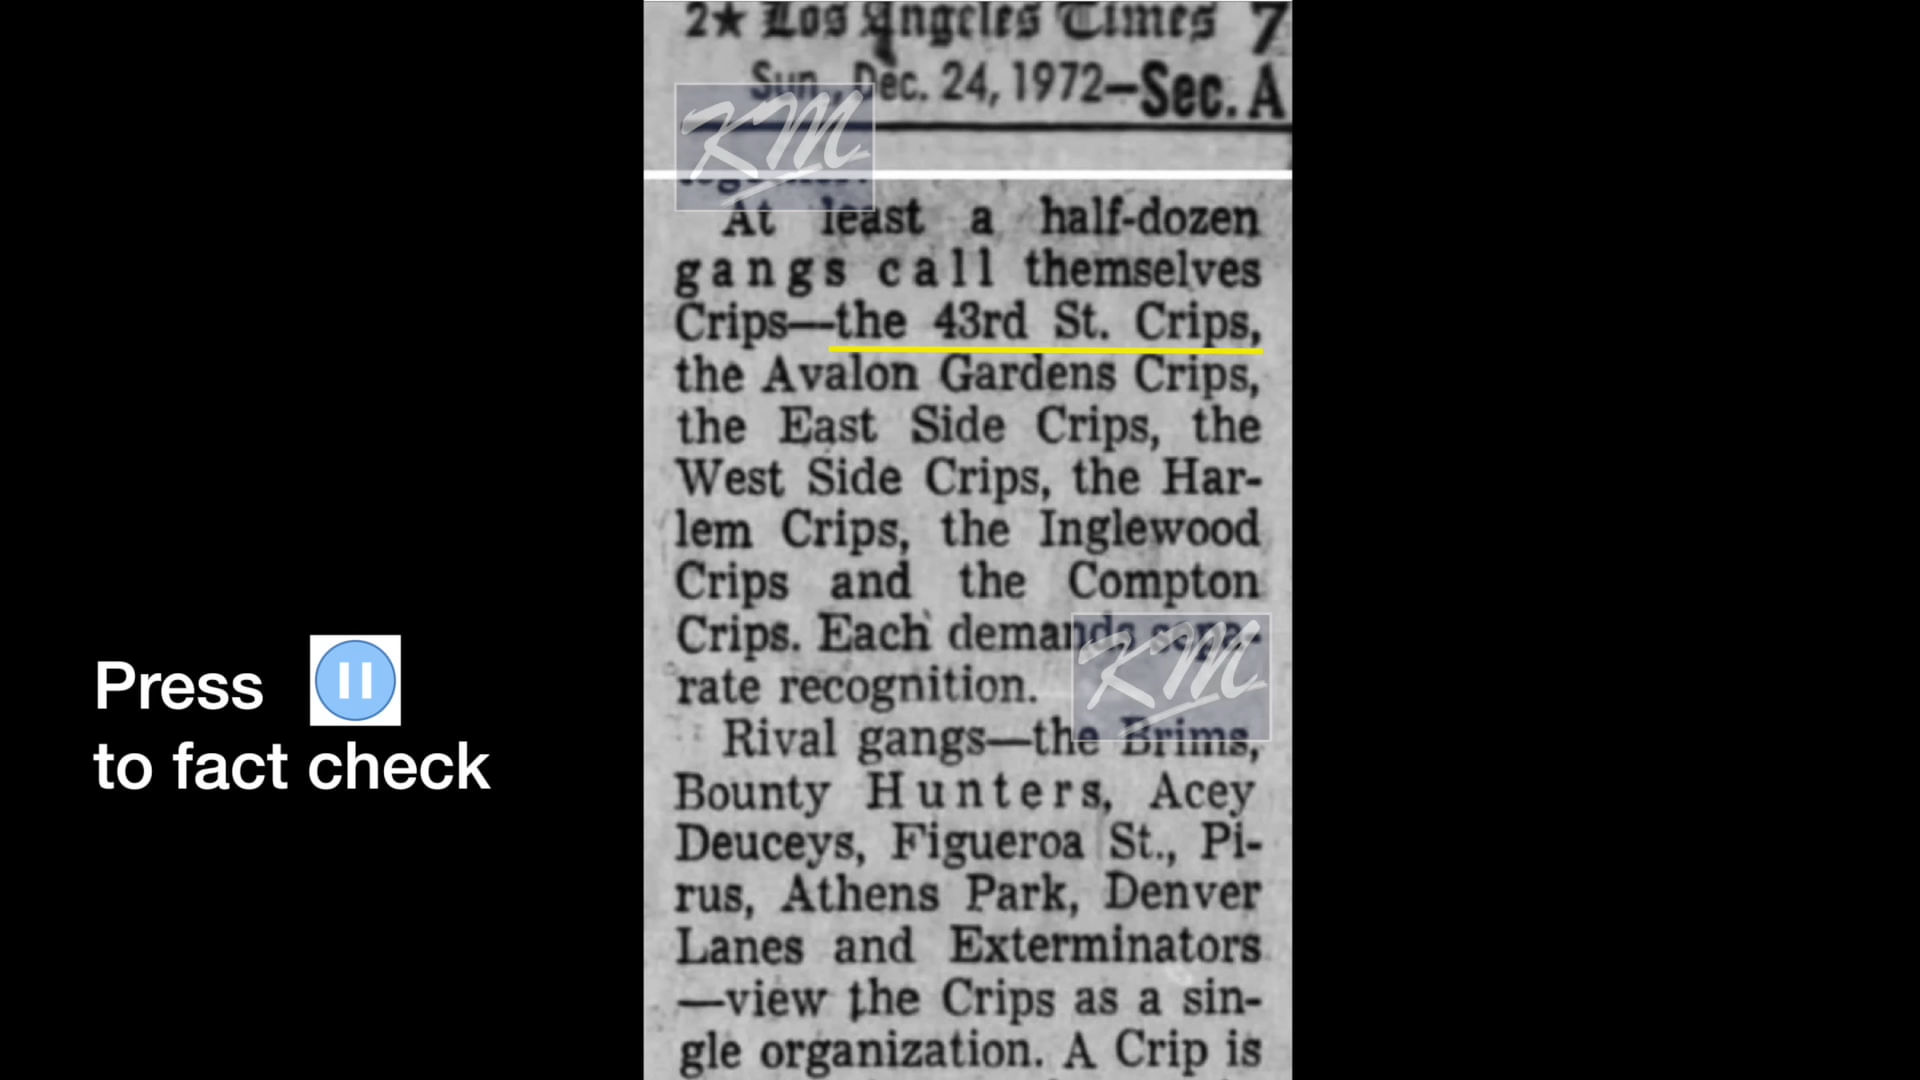 2★ Los Angeles Times 7
Sun., Dec. 24, 1972—Sec. A
KM
At least a half-dozen
gangs call themselves
Crips—the 43rd St. Crips,
the Avalon Gardens Crips,
the East Side Crips, the
West Side Crips, the Har-
lem Crips, the Inglewood
Crips and the Compton
Crips. Each demands sepa-
rate recognition.
KM
Rival gangs—the Brims,
Bounty Hunters, Acey
Deuceys, Figueroa St., Pi-
rus, Athens Park, Denver
Lanes and Exterminators
—view the Crips as a sin-
gle organization. A Crip is
Press
to fact check